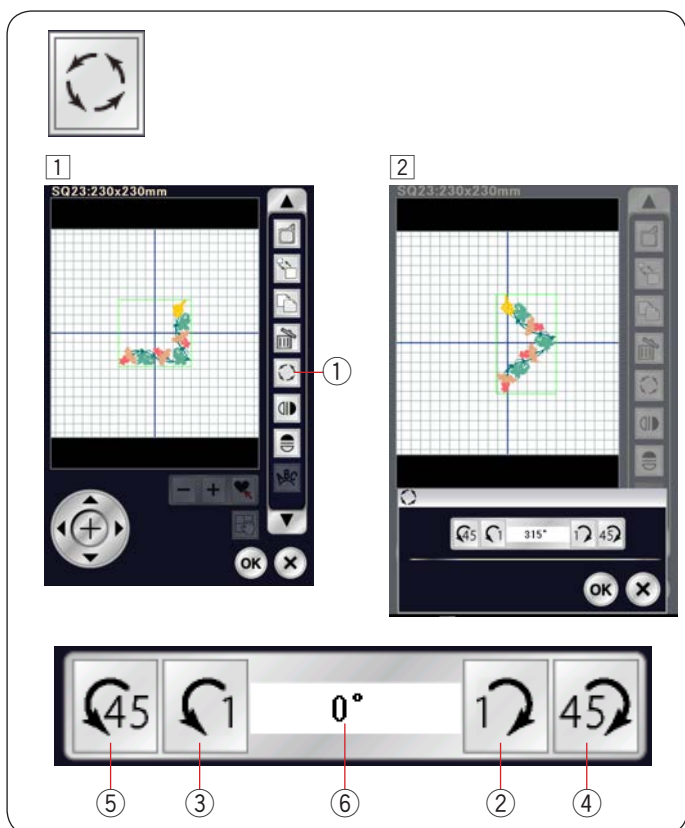 1
2
SQ23:230x230mm
SQ23:230x230mm
①
ABC
OK
45 1 315° 1 45
OK
45 1 0° 1 45
⑤ ③ ⑥ ② ④